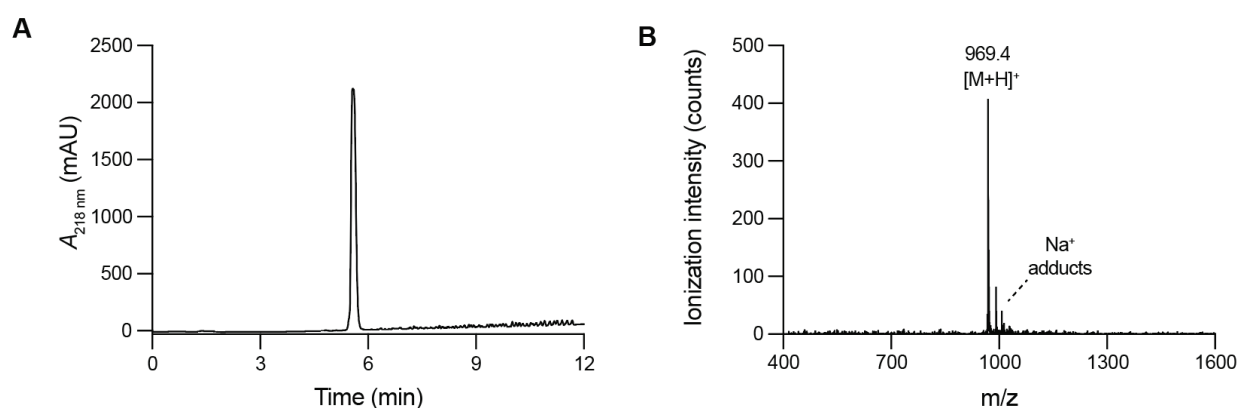 A
2500
2000
1500
1000
500
0
A218 nm (mAU)
0 3 6 9 12
Time (min)
B
500
400
300
200
100
0
Ionization intensity (counts)
969.4
[M+H]⁺
Na⁺
adducts
400 700 1000 1300 1600
m/z